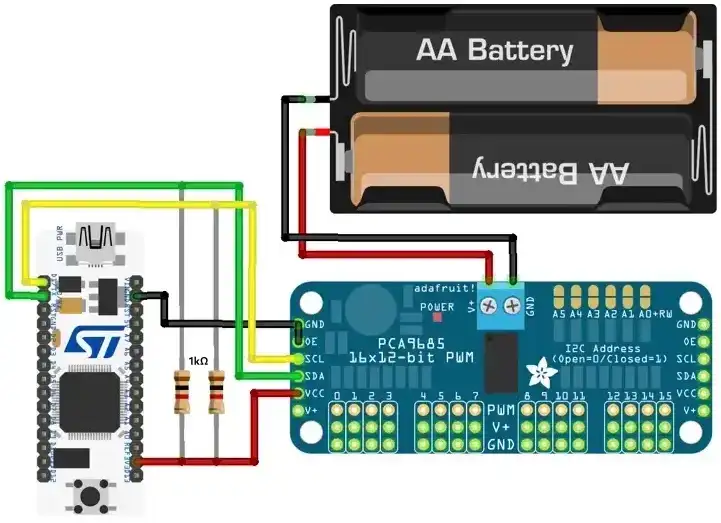 AA Battery
AA Battery
USB PWR
ST
1kΩ
adafruit!
V+
GND
POWER
A5 A4 A3 A2 A1 A0+RW
PCA9685
16x12-bit PWM
I2C Address
(Open=0/Closed=1)
GND
OE
SCL
SDA
VCC
V+
GND
OE
SCL
SDA
VCC
V+
0 1 2 3 4 5 6 7 8 9 10 11 12 13 14 15
PWM
V+
GND